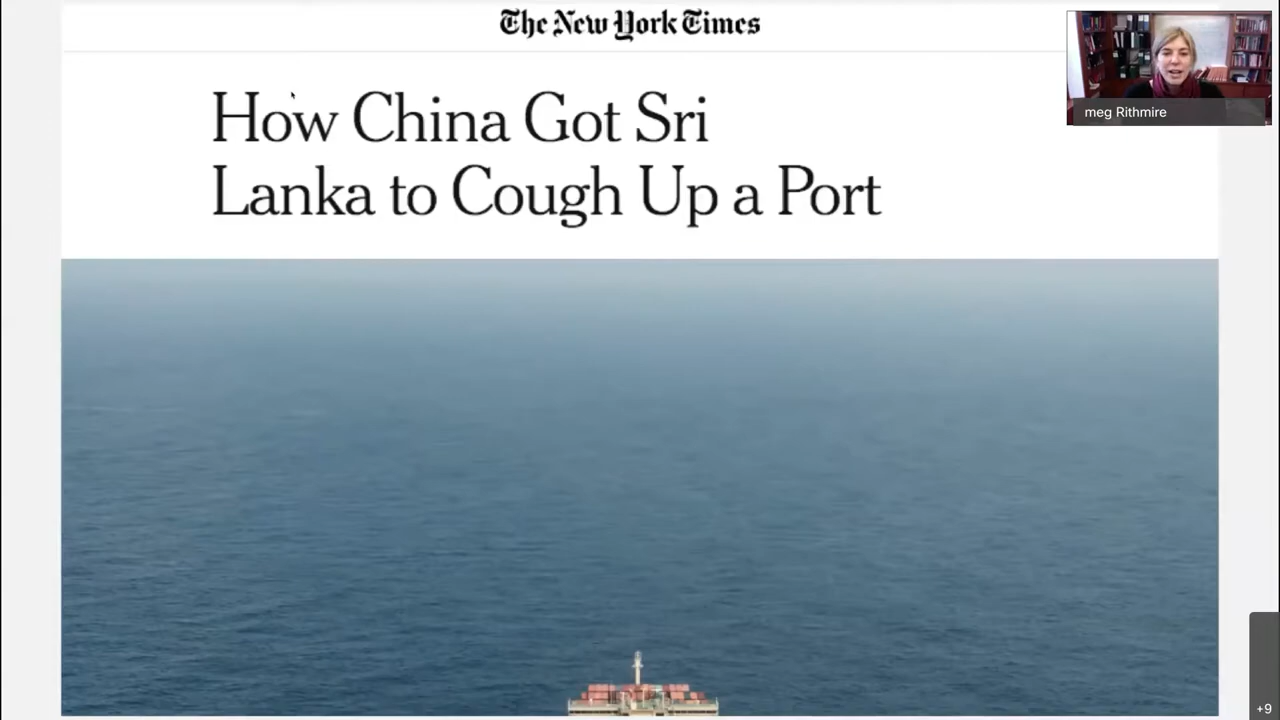 The New York Times
meg Rithmire
How China Got Sri
Lanka to Cough Up a Port
+9